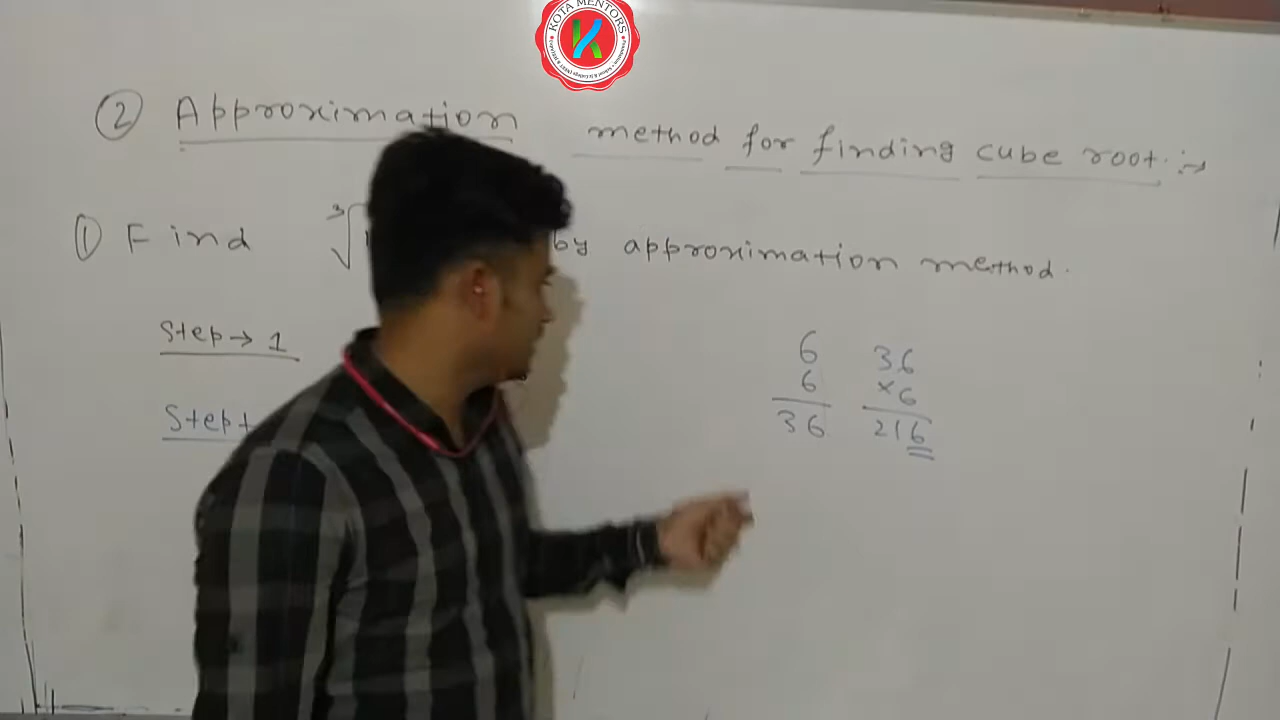 KOTA MENTORS
② Approximation method for finding cube root :→
① Find ∛ by approximation method.
Step → 1
Step
6
6
36
36
×6
216